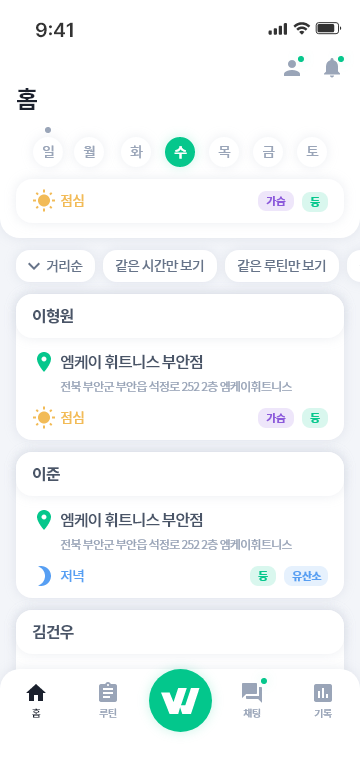 9:41
홈
일 월 화 수 목 금 토
점심 가슴 등
거리순 같은 시간만 보기 같은 루틴만 보기
이형원
엠케이 휘트니스 부안점
전북 부안군 부안읍 석정로 252 2층 엠케이휘트니스
점심 가슴 등
이준
엠케이 휘트니스 부안점
전북 부안군 부안읍 석정로 252 2층 엠케이휘트니스
저녁 등 유산소
김건우
홈 루틴 채팅 기록